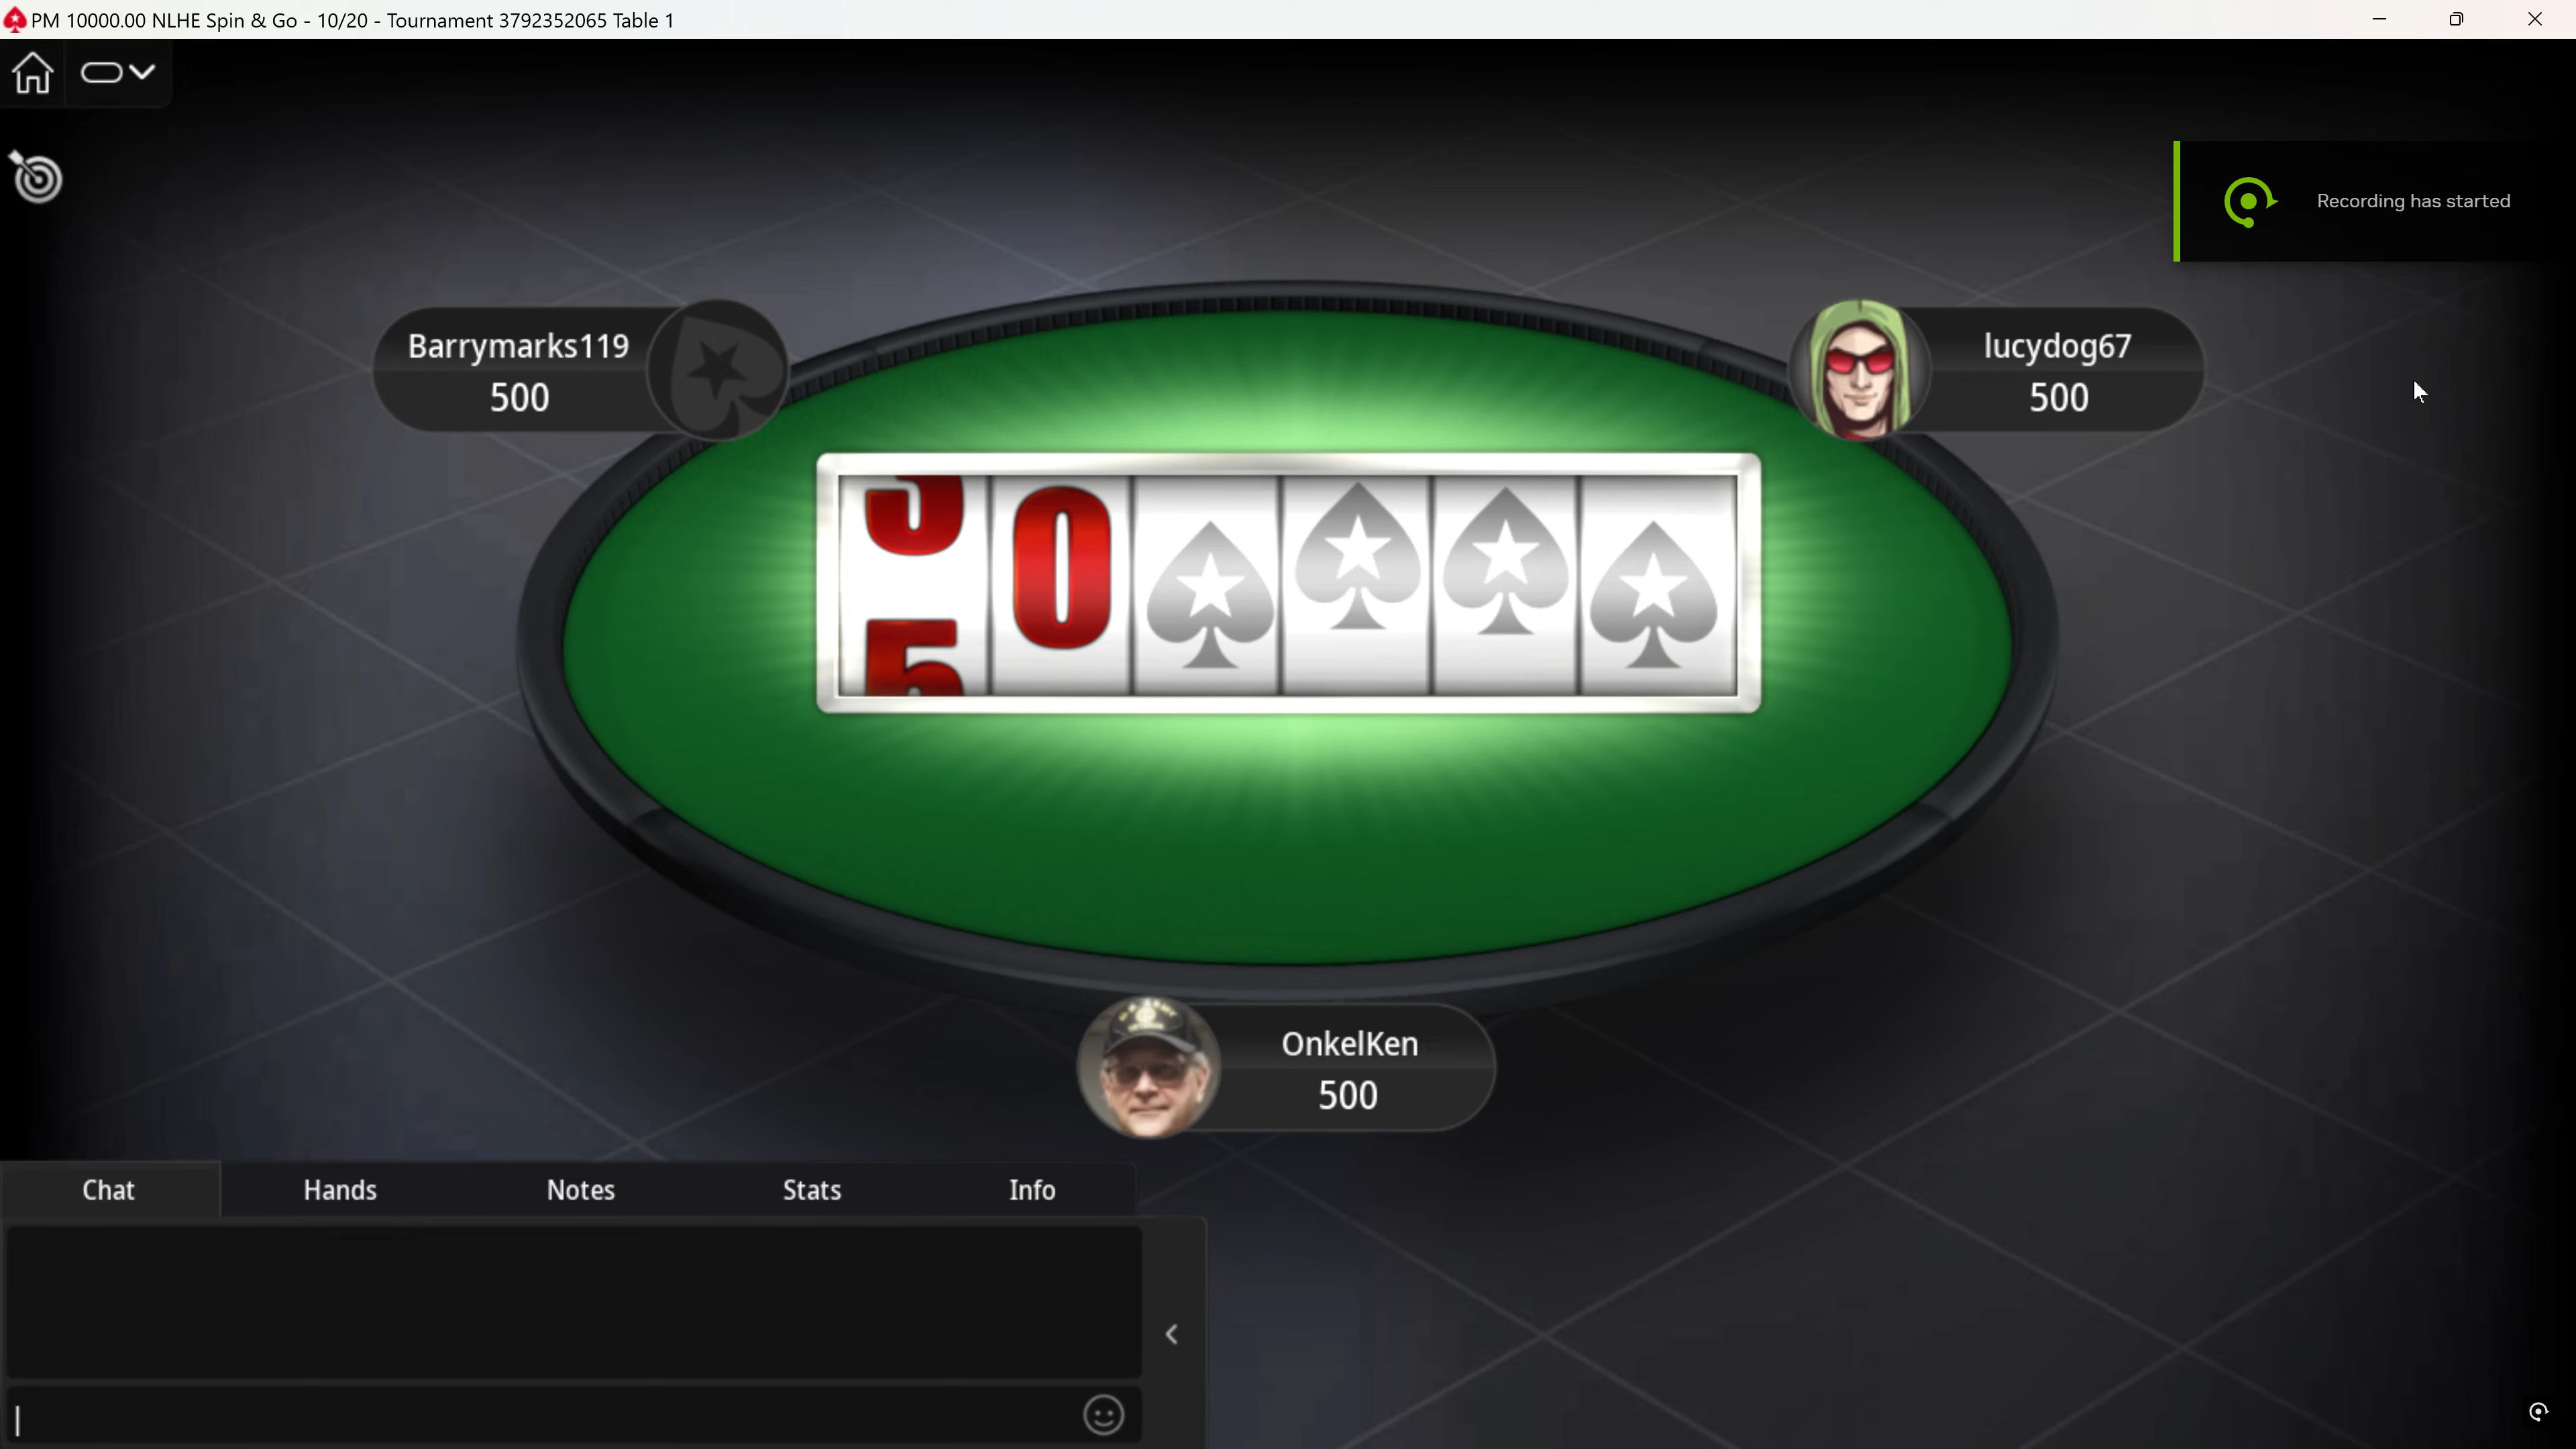 PM 10000.00 NLHE Spin & Go - 10/20 - Tournament 3792352065 Table 1
Recording has started
Barrymarks119
500
lucydog67
500
0
5
OnkelKen
500
Chat Hands Notes Stats Info